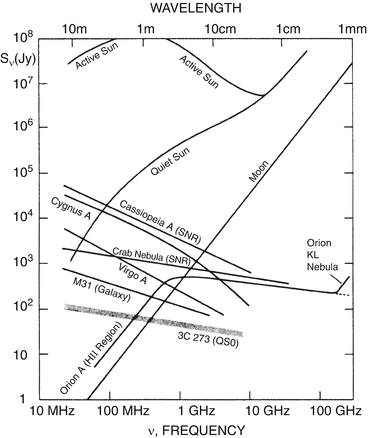 WAVELENGTH
10m 1m 10cm 1cm 1mm
Sν(Jy)
10⁸
10⁷
10⁶
10⁵
10⁴
10³
10²
10
1
Active Sun
Active Sun
Quiet Sun
Moon
Cassiopeia A (SNR)
Cygnus A
Crab Nebula (SNR)
Virgo A
M31 (Galaxy)
3C 273 (QS0)
Orion A (HII Region)
Orion
KL
Nebula
10 MHz 100 MHz 1 GHz 10 GHz 100 GHz
ν, FREQUENCY